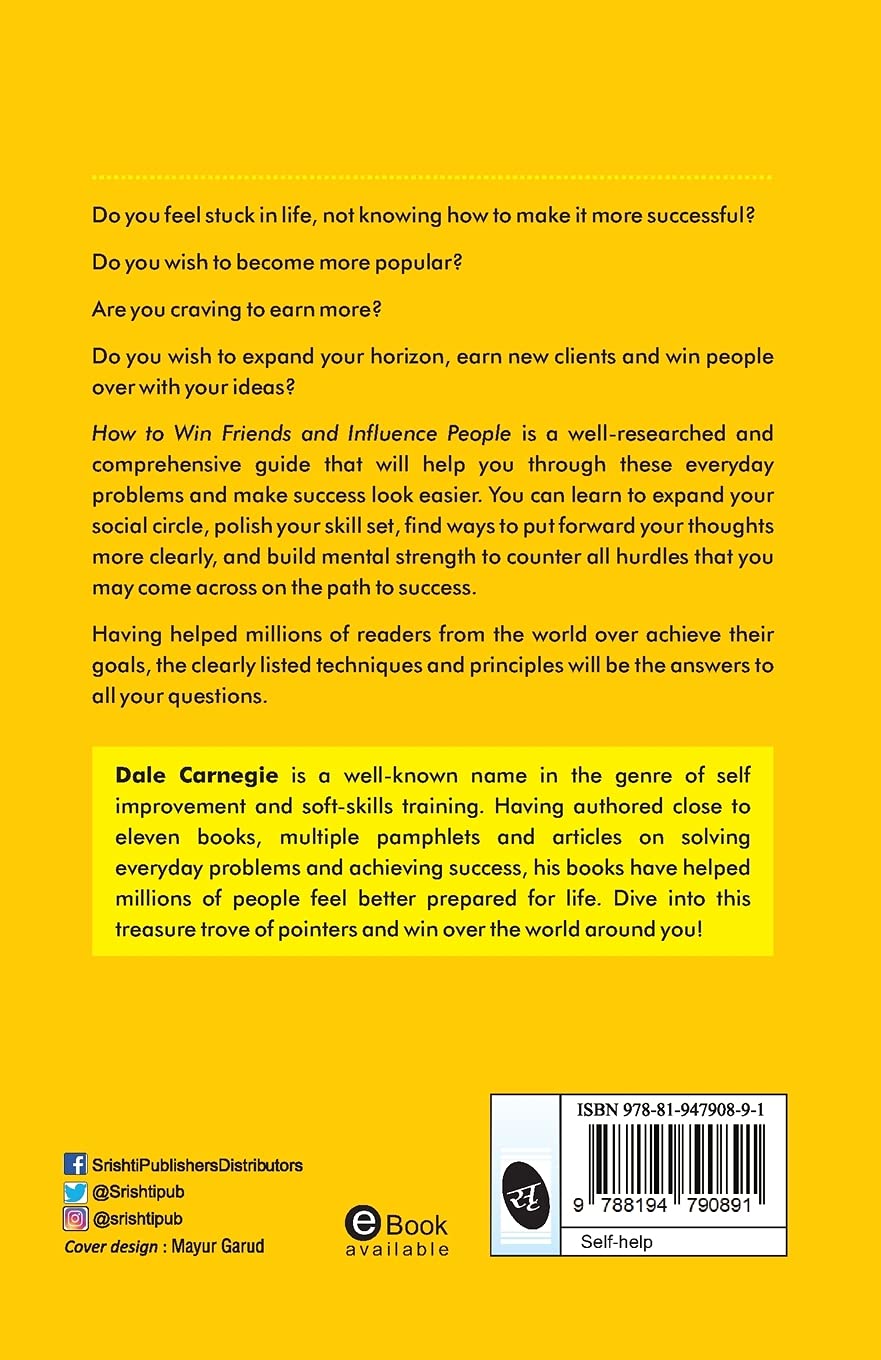 Do you feel stuck in life, not knowing how to make it more successful?
Do you wish to become more popular?
Are you craving to earn more?
Do you wish to expand your horizon, earn new clients and win people
over with your ideas?
How to Win Friends and Influence People is a well-researched and
comprehensive guide that will help you through these everyday
problems and make success look easier. You can learn to expand your
social circle, polish your skill set, find ways to put forward your thoughts
more clearly, and build mental strength to counter all hurdles that you
may come across on the path to success.
Having helped millions of readers from the world over achieve their
goals, the clearly listed techniques and principles will be the answers to
all your questions.
Dale Carnegie is a well-known name in the genre of self
improvement and soft-skills training. Having authored close to
eleven books, multiple pamphlets and articles on solving
everyday problems and achieving success, his books have helped
millions of people feel better prepared for life. Dive into this
treasure trove of pointers and win over the world around you!
SrishtiPublishersDistributors
@Srishtipub
@srishtipub
Cover design : Mayur Garud
eBook
available
ISBN 978-81-947908-9-1
9 788194 790891
सृ
Self-help